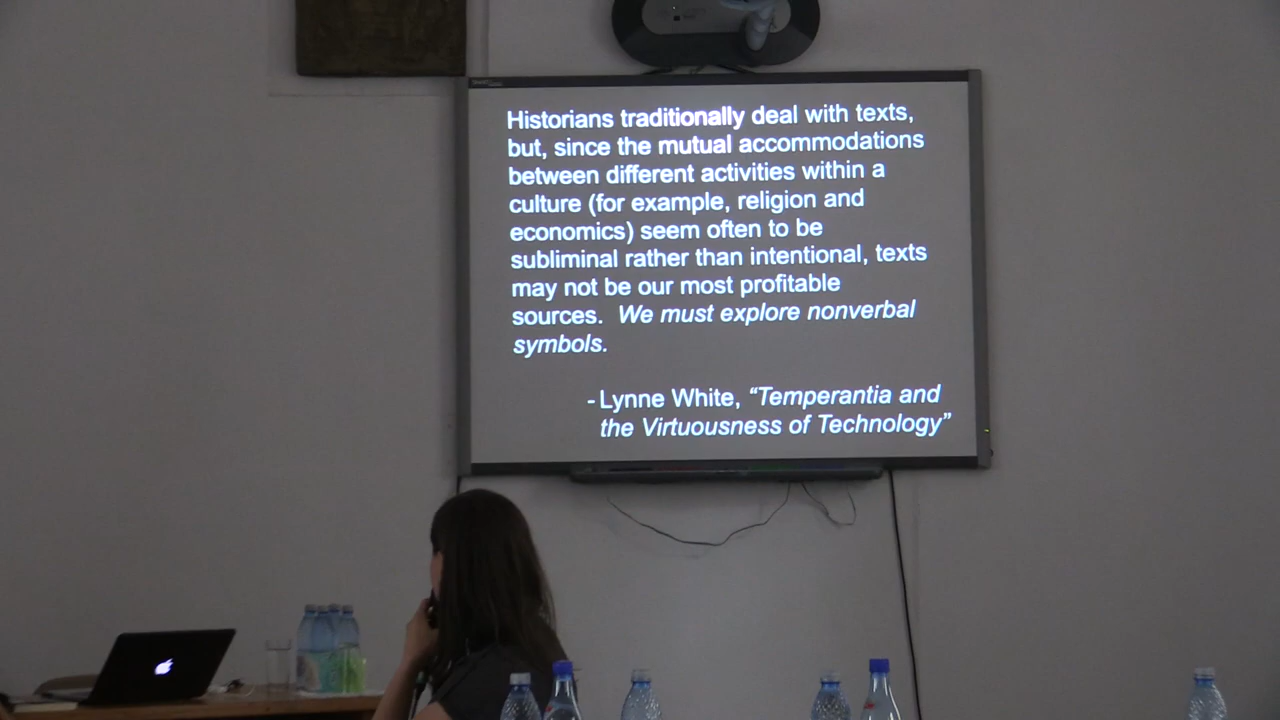 Historians traditionally deal with texts,
but, since the mutual accommodations
between different activities within a
culture (for example, religion and
economics) seem often to be
subliminal rather than intentional, texts
may not be our most profitable
sources. We must explore nonverbal
symbols.
- Lynne White, “Temperantia and
the Virtuousness of Technology”